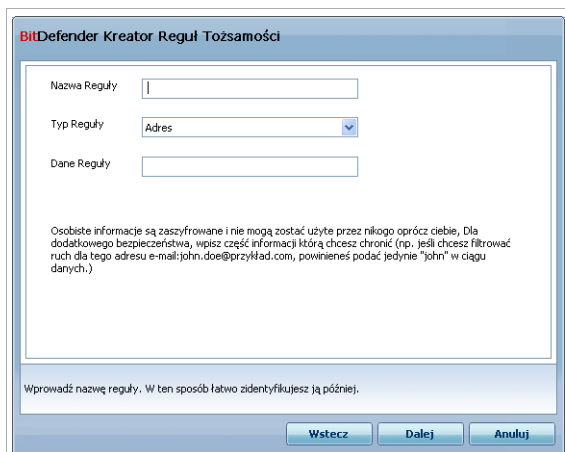 BitDefender Kreator Reguł Tożsamości
Nazwa Reguły
Typ Reguły
Adres
Dane Reguły
Osobiste informacje są zaszyfrowane i nie mogą zostać użyte przez nikogo oprócz ciebie, Dla
dodatkowego bezpieczeństwa, wpisz część informacji którą chcesz chronić (np. jeśli chcesz filtrować
ruch dla tego adresu e-mail:john.doe@przykład.com, powinieneś podać jedynie "john" w ciągu
danych.)
Wprowadź nazwę reguły. W ten sposób łatwo zidentyfikujesz ją później.
Wstecz
Dalej
Anuluj